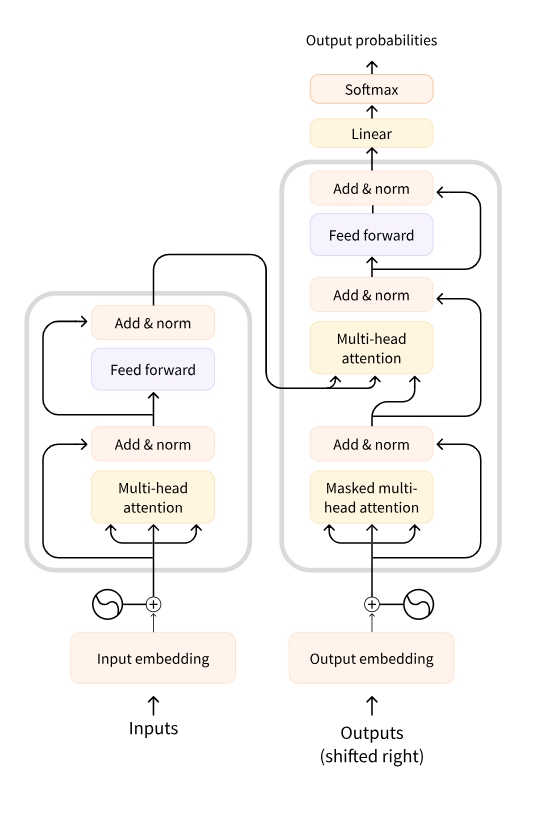 Output probabilities
Softmax
Linear
Add & norm
Feed forward
Add & norm
Multi-head
attention
Add & norm
Masked multi-
head attention
Output embedding
Outputs
(shifted right)
Add & norm
Feed forward
Add & norm
Multi-head
attention
Input embedding
Inputs